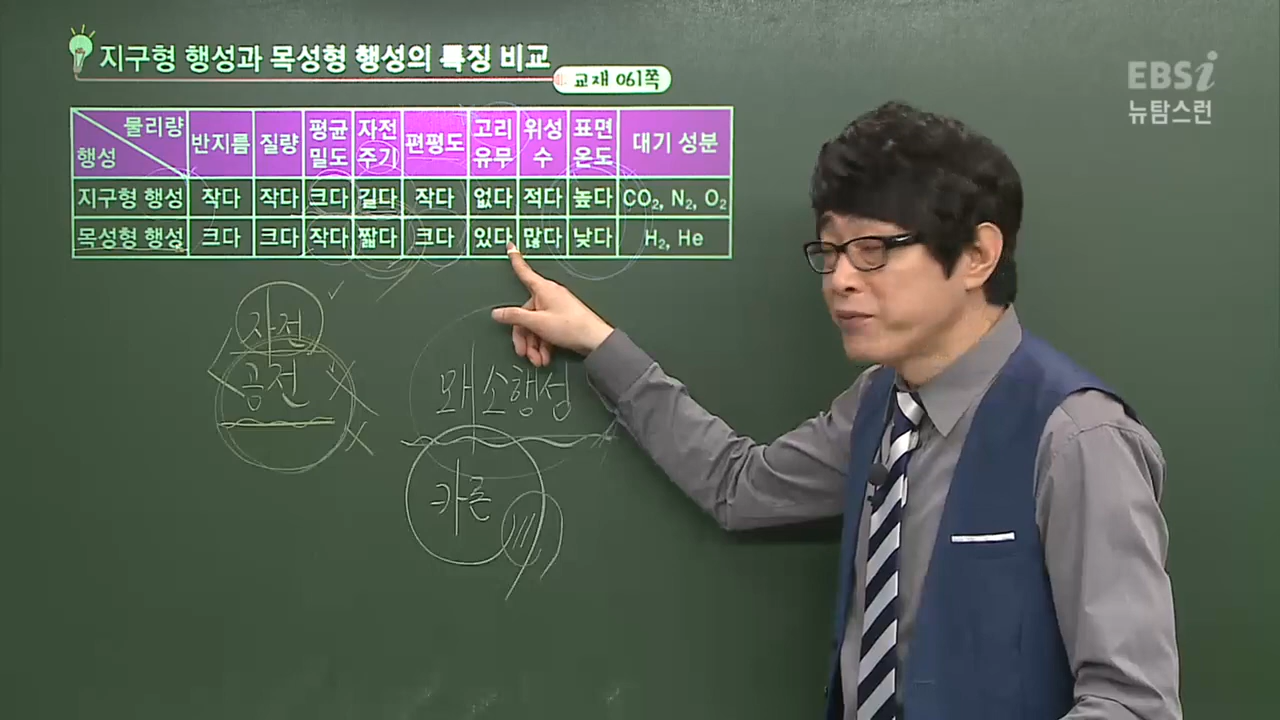 지구형 행성과 목성형 행성의 특징 비교
교재 061쪽
EBSi
뉴탐스런
물리량 행성 반지름 질량 평균 밀도 자전 주기 편평도 고리 유무 위성 수 표면 온도 대기 성분
지구형 행성 작다 작다 크다 길다 작다 없다 적다 높다 CO₂, N₂, O₂
목성형 행성 크다 크다 작다 짧다 크다 있다 많다 낮다 H₂, He
자전
공전
왜소행성
카론